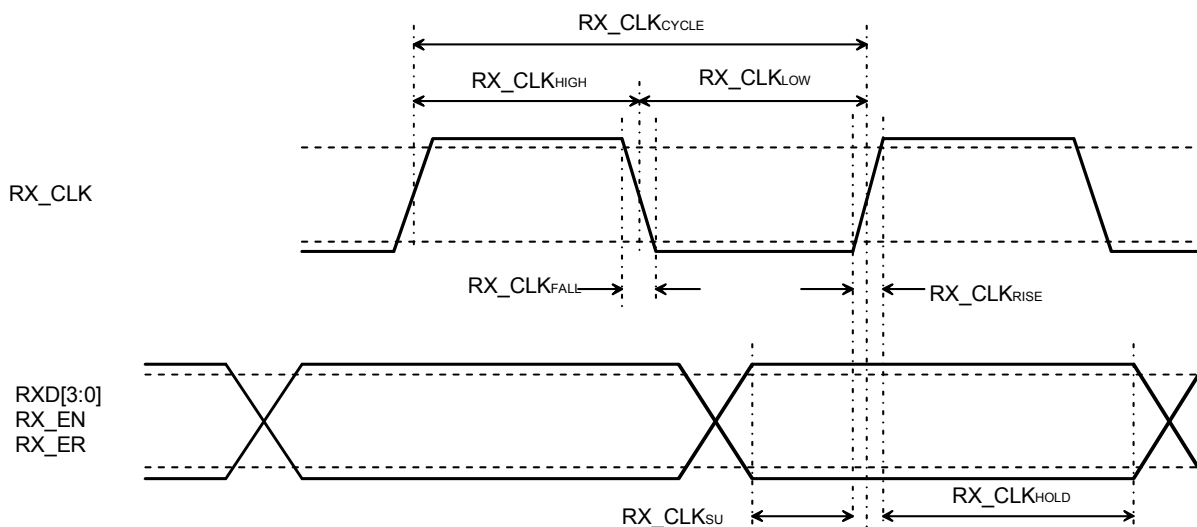 RX_CLKCYCLE
RX_CLKHIGH
RX_CLKLOW
RX_CLK
RX_CLKFALL
RX_CLKRISE
RXD[3:0]
RX_EN
RX_ER
RX_CLKHOLD
RX_CLKSU